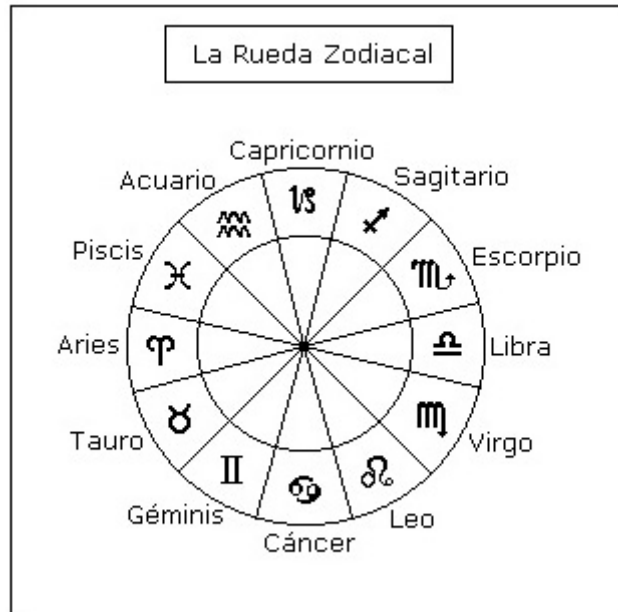 La Rueda Zodiacal
Capricornio
Sagitario
Escorpio
Libra
Virgo
Leo
Cáncer
Géminis
Tauro
Aries
Piscis
Acuario